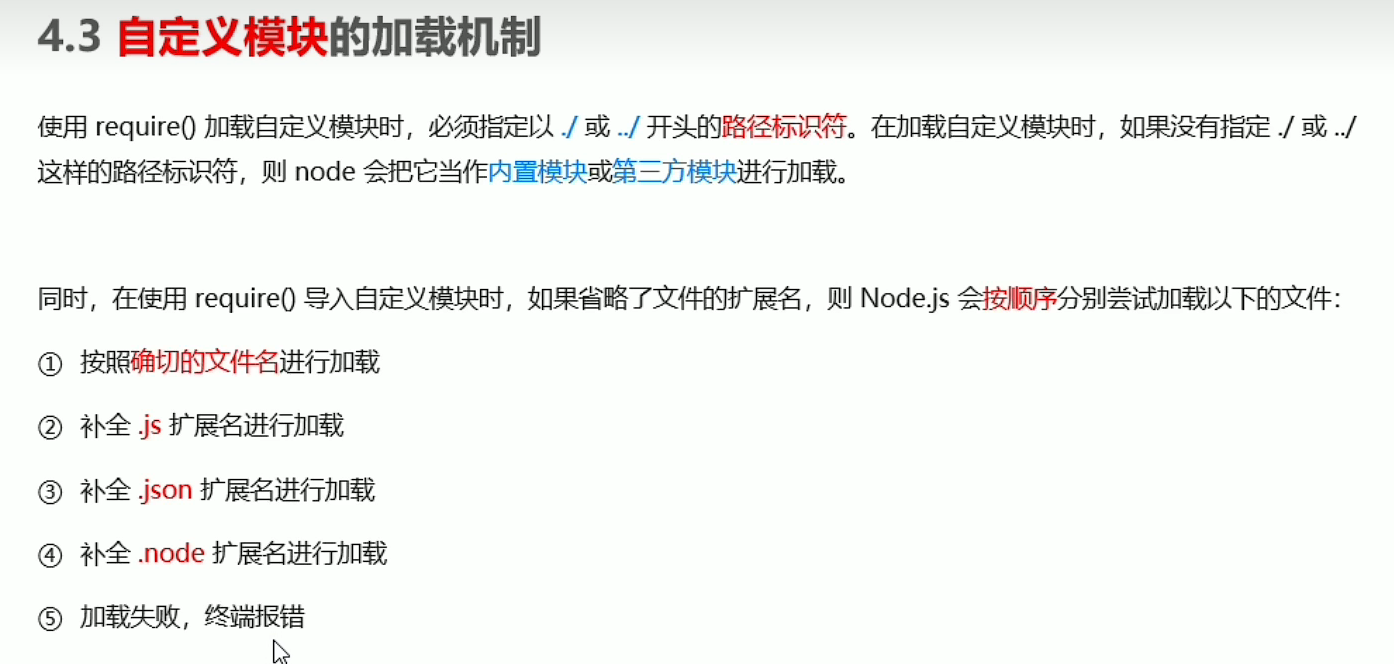 4.3 自定义模块的加载机制
使用 require() 加载自定义模块时，必须指定以 ./ 或 ../ 开头的路径标识符。在加载自定义模块时，如果没有指定 ./ 或 ../
这样的路径标识符，则 node 会把它当作内置模块或第三方模块进行加载。
同时，在使用 require() 导入自定义模块时，如果省略了文件的扩展名，则 Node.js 会按顺序分别尝试加载以下的文件：
① 按照确切的文件名进行加载
② 补全 .js 扩展名进行加载
③ 补全 .json 扩展名进行加载
④ 补全 .node 扩展名进行加载
⑤ 加载失败，终端报错